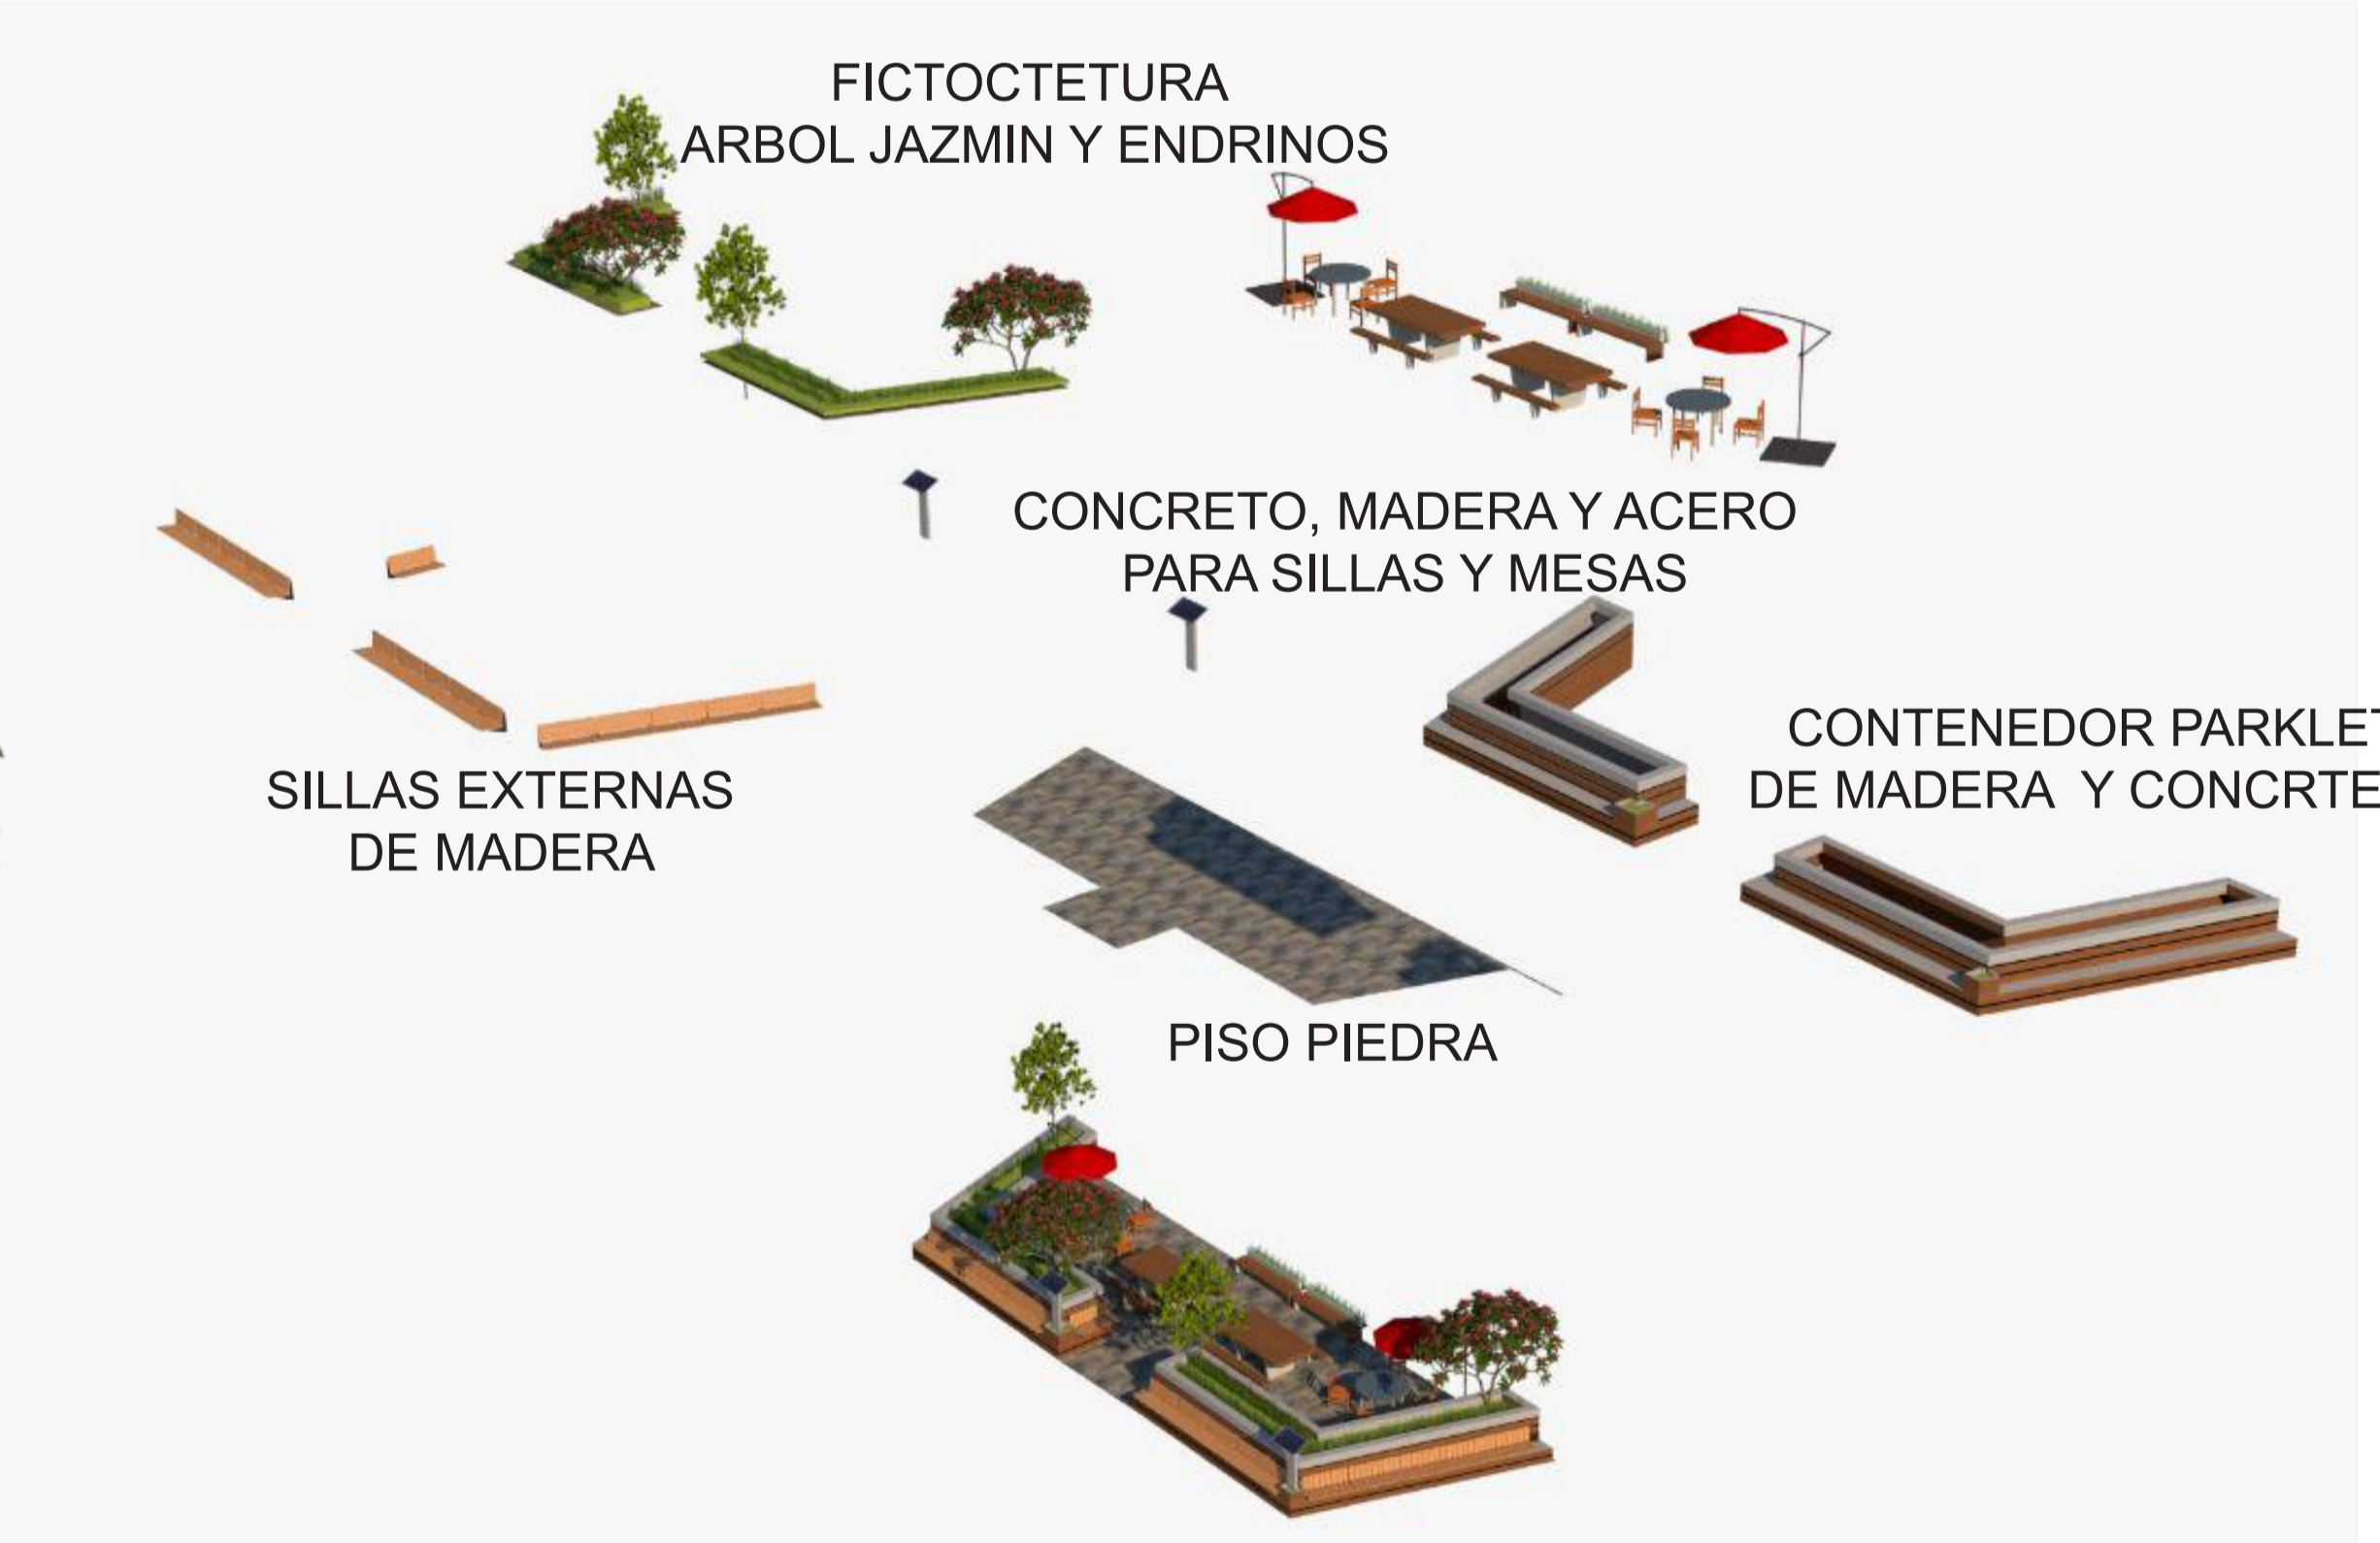 FICTOCTETURA
ARBOL JAZMIN Y ENDRINOS
CONCRETO, MADERA Y ACERO
PARA SILLAS Y MESAS
CONTENEDOR PARKLET
DE MADERA Y CONCRTE
SILLAS EXTERNAS
DE MADERA
PISO PIEDRA